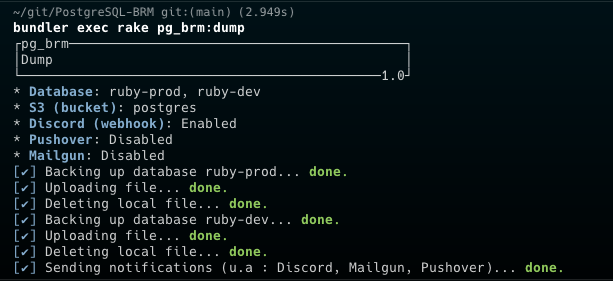 ~/git/PostgreSQL-BRM git:(main) (2.949s)
bundler exec rake pg_brm:dump
┌pg_brm───────────────────────────────────────────┐
│Dump                                             │
└──────────────────────────────────────────────1.0┘
* Database: ruby-prod, ruby-dev
* S3 (bucket): postgres
* Discord (webhook): Enabled
* Pushover: Disabled
* Mailgun: Disabled
[✔] Backing up database ruby-prod... done.
[✔] Uploading file... done.
[✔] Deleting local file... done.
[✔] Backing up database ruby-dev... done.
[✔] Uploading file... done.
[✔] Deleting local file... done.
[✔] Sending notifications (u.a : Discord, Mailgun, Pushover)... done.